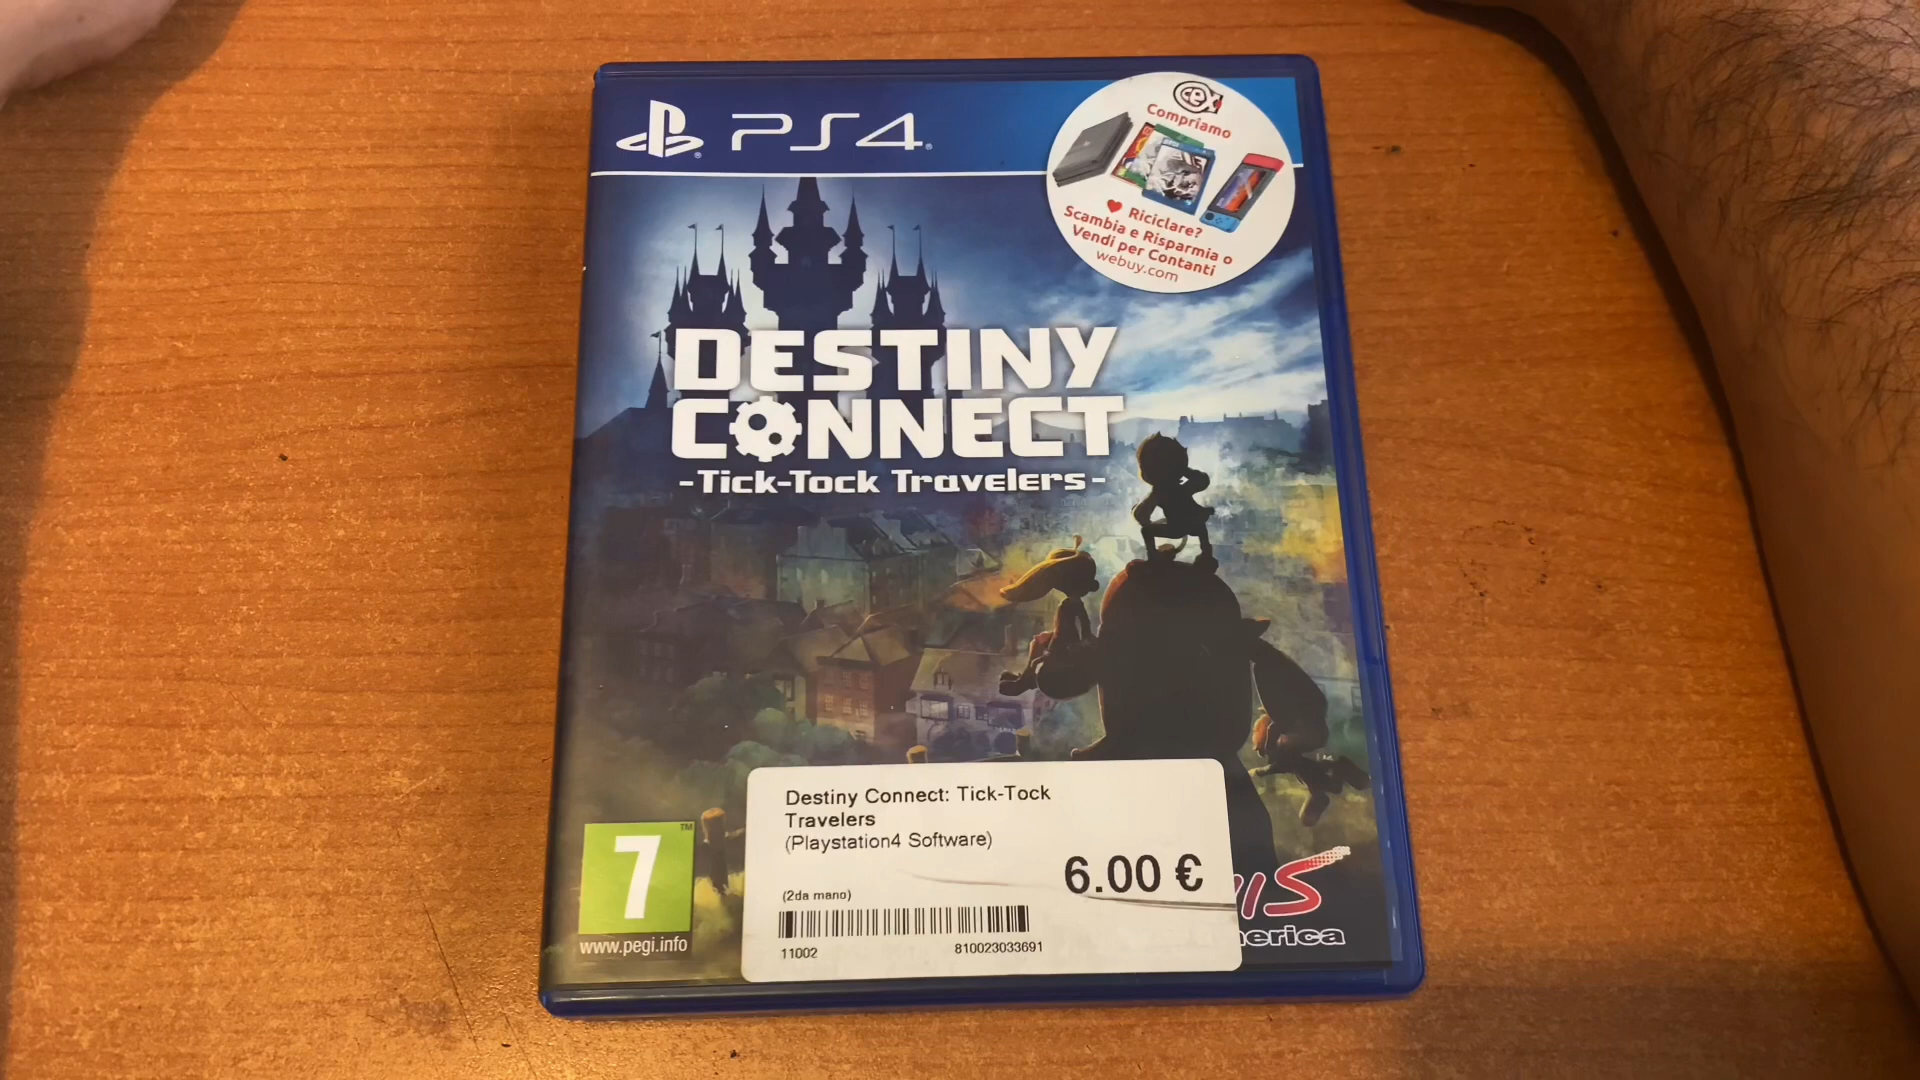 PS4
cex
Compriamo
Riciclare?
Scambia e Risparmia o
Vendi per Contanti
webuy.com
DESTINY
CONNECT
-Tick-Tock Travelers-
Destiny Connect: Tick-Tock
Travelers
(Playstation4 Software)
6.00 €
(2da mano)
11002 810023033691
7™
www.pegi.info